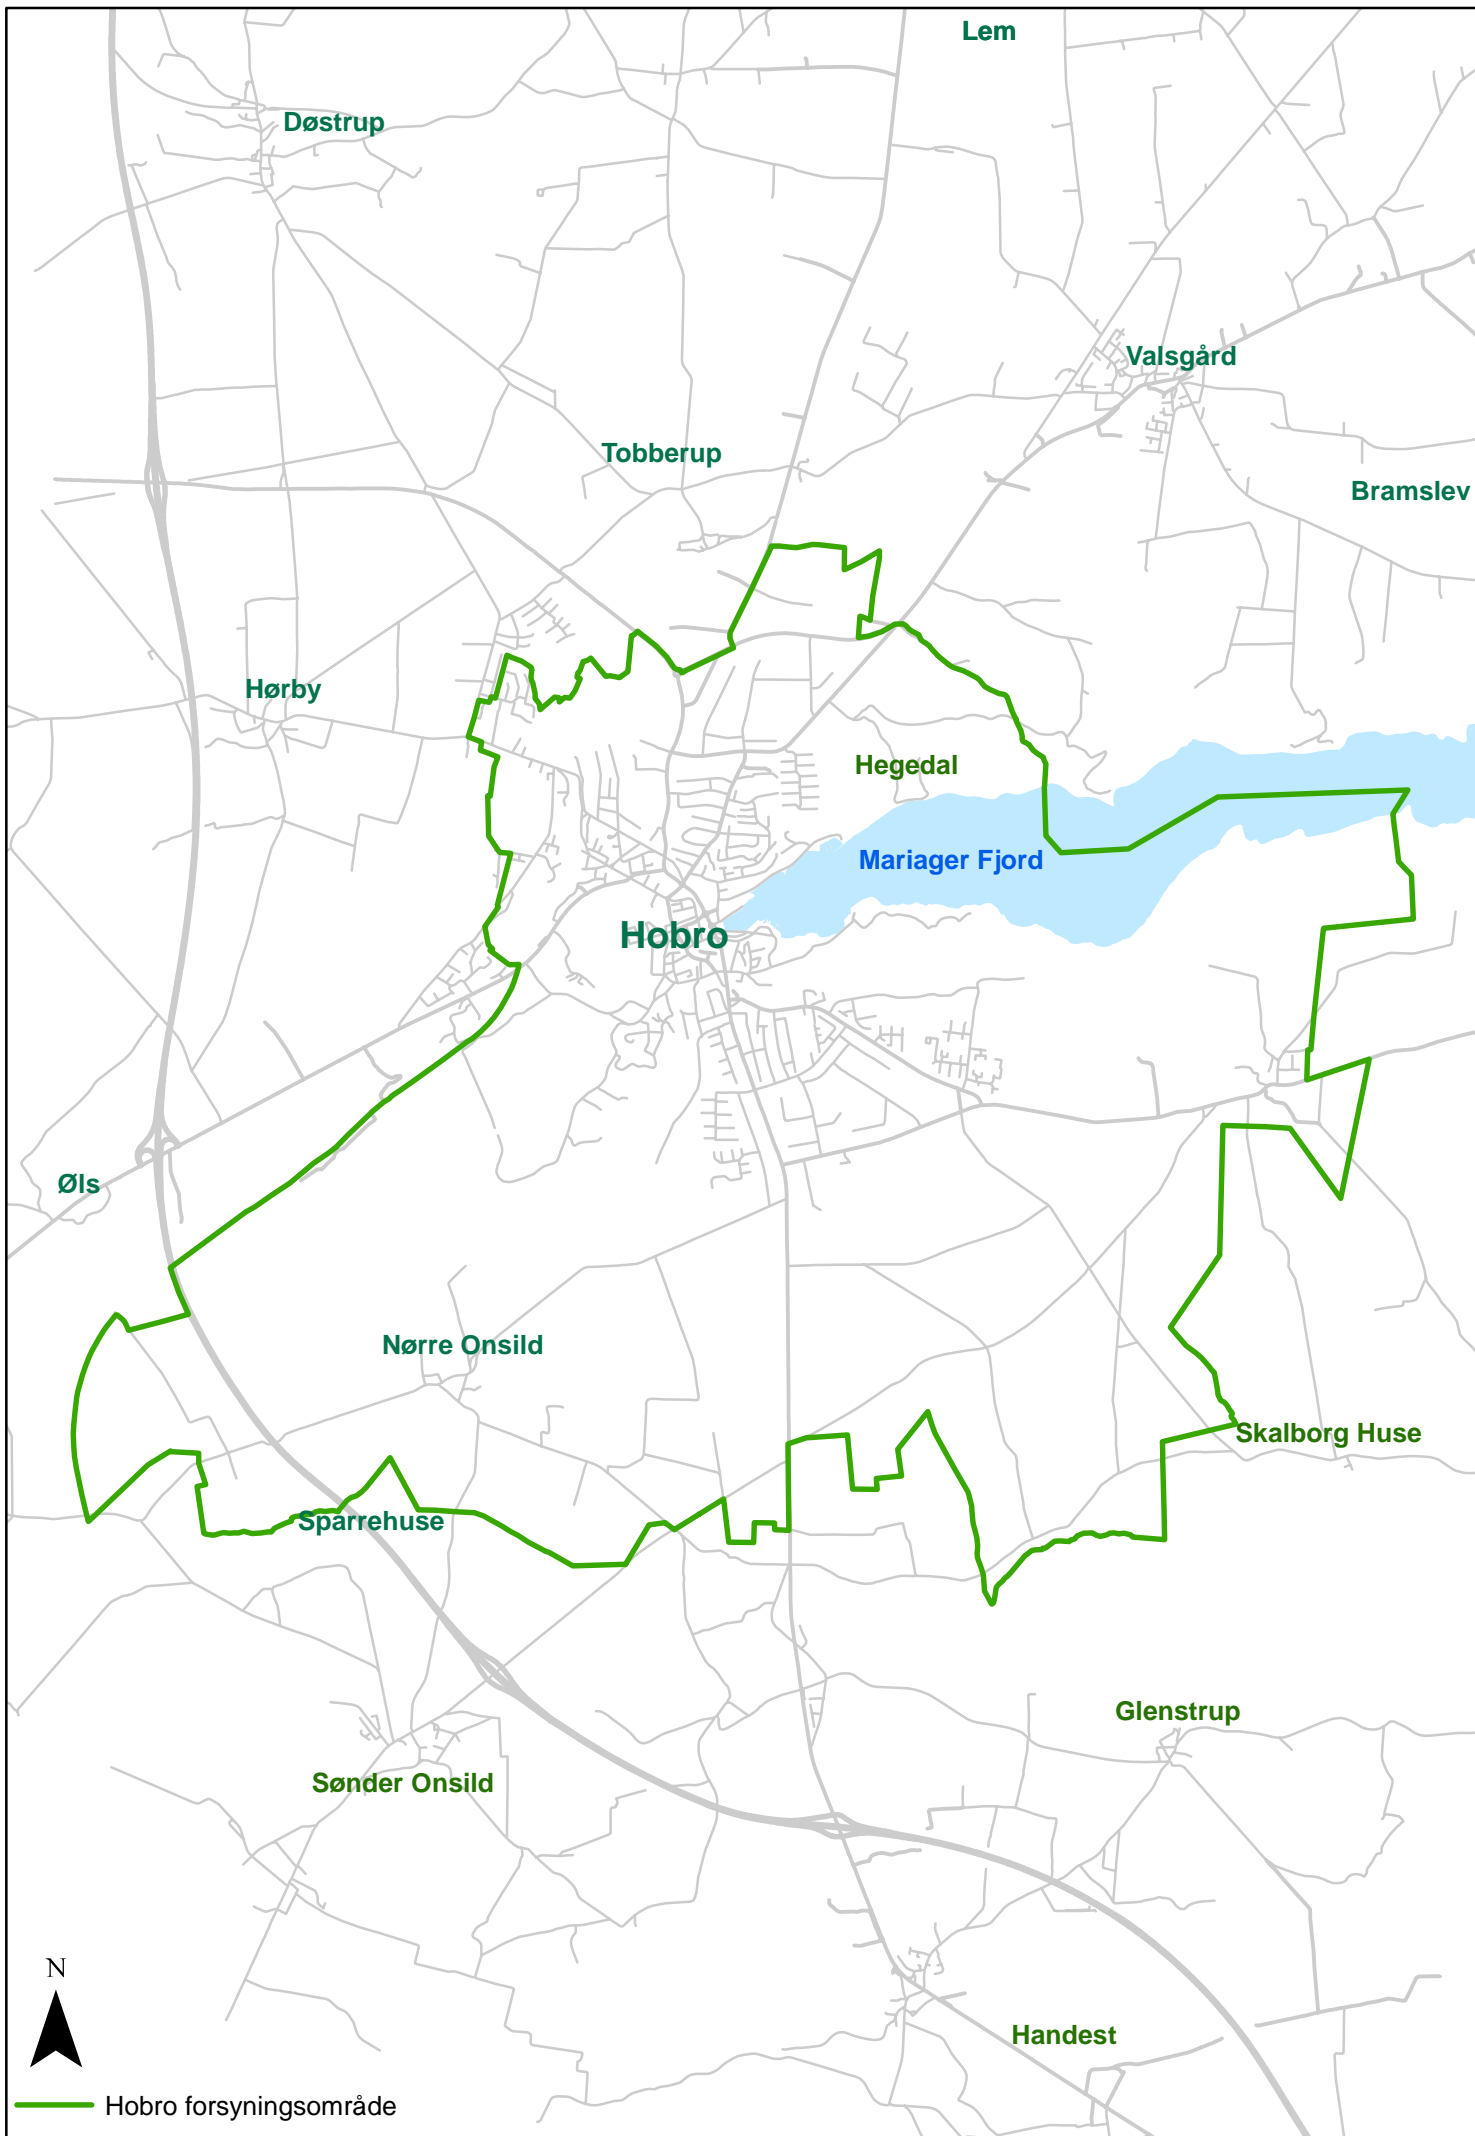 Lem
Døstrup
Valsgård
Tobberup
Bramslev
Hørby
Hegedal
Mariager Fjord
Hobro
Øls
Nørre Onsild
Skalborg Huse
Sparrehuse
Glenstrup
Sønder Onsild
N
Handest
Hobro forsyningsområde